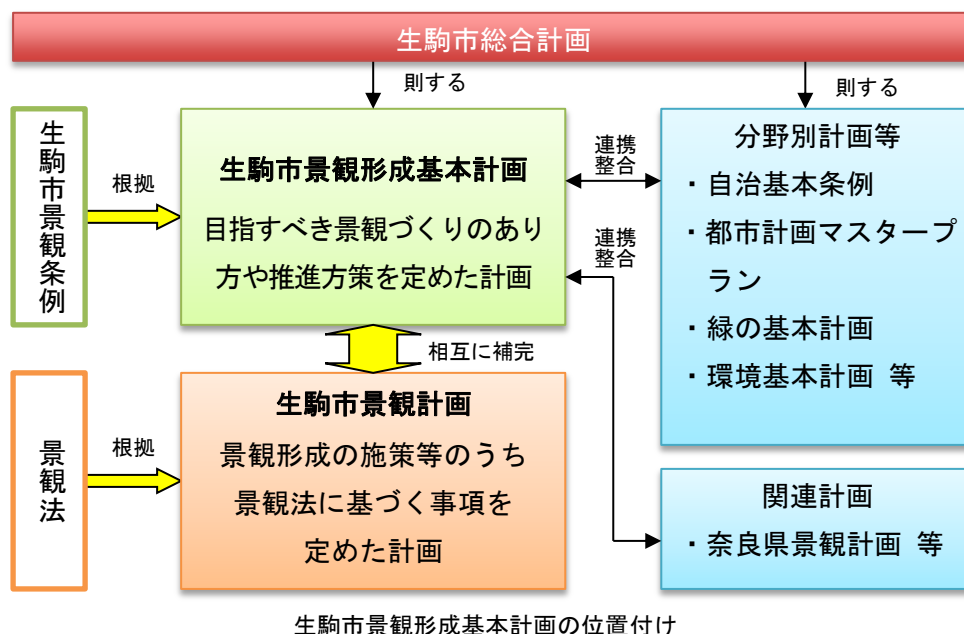 生駒市総合計画
則する
則する
生駒市景観条例
根拠
生駒市景観形成基本計画
目指すべき景観づくりのあり
方や推進方策を定めた計画
連携
整合
連携
整合
分野別計画等
・自治基本条例
・都市計画マスタープ
ラン
・緑の基本計画
・環境基本計画 等
相互に補完
景観法
根拠
生駒市景観計画
景観形成の施策等のうち
景観法に基づく事項を
定めた計画
関連計画
・奈良県景観計画 等
生駒市景観形成基本計画の位置付け